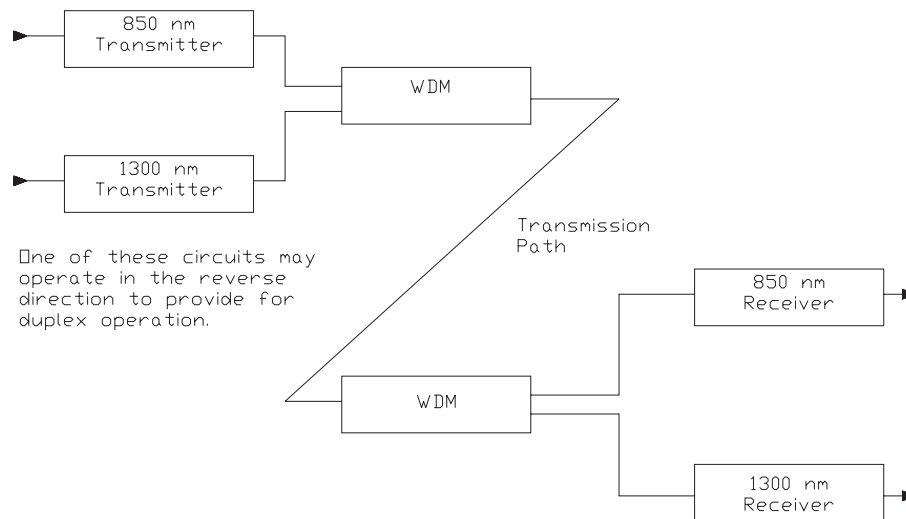 850 nm
Transmitter
WDM
1300 nm
Transmitter
One of these circuits may
operate in the reverse
direction to provide for
duplex operation.
Transmission
Path
850 nm
Receiver
WDM
1300 nm
Receiver